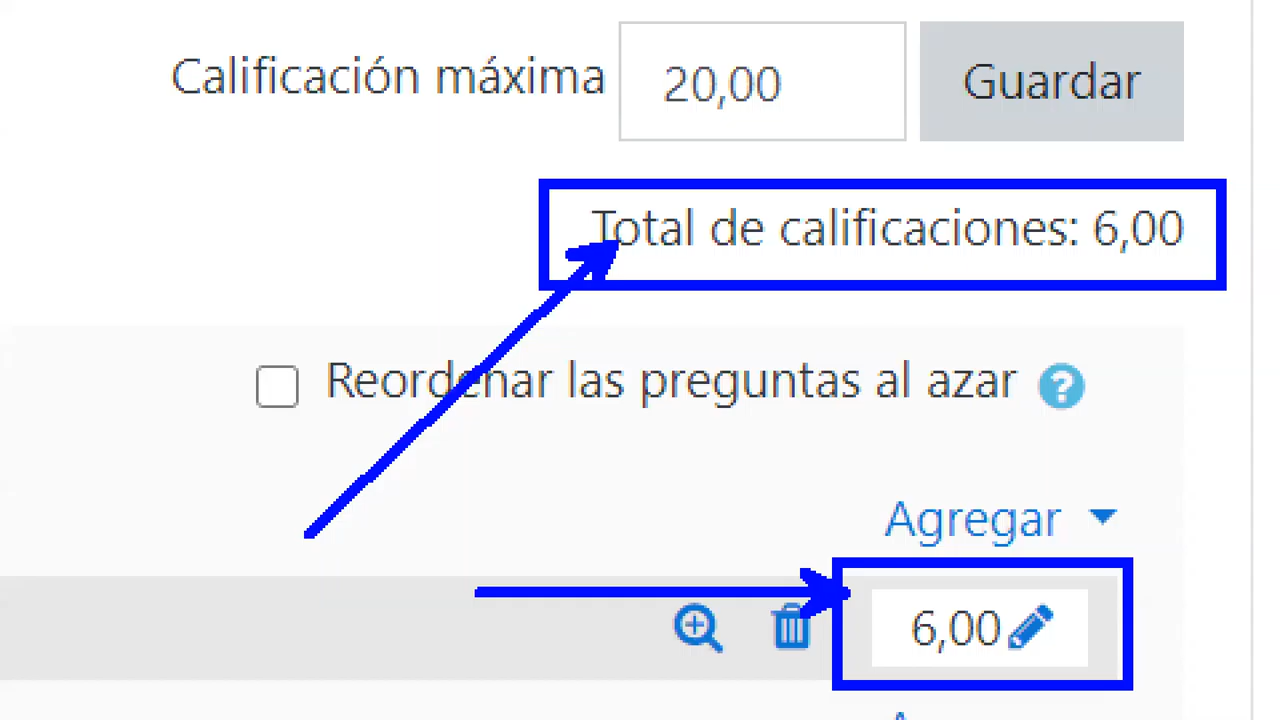 Calificación máxima 20,00 Guardar
Total de calificaciones: 6,00
Reordenar las preguntas al azar ?
Agregar
6,00